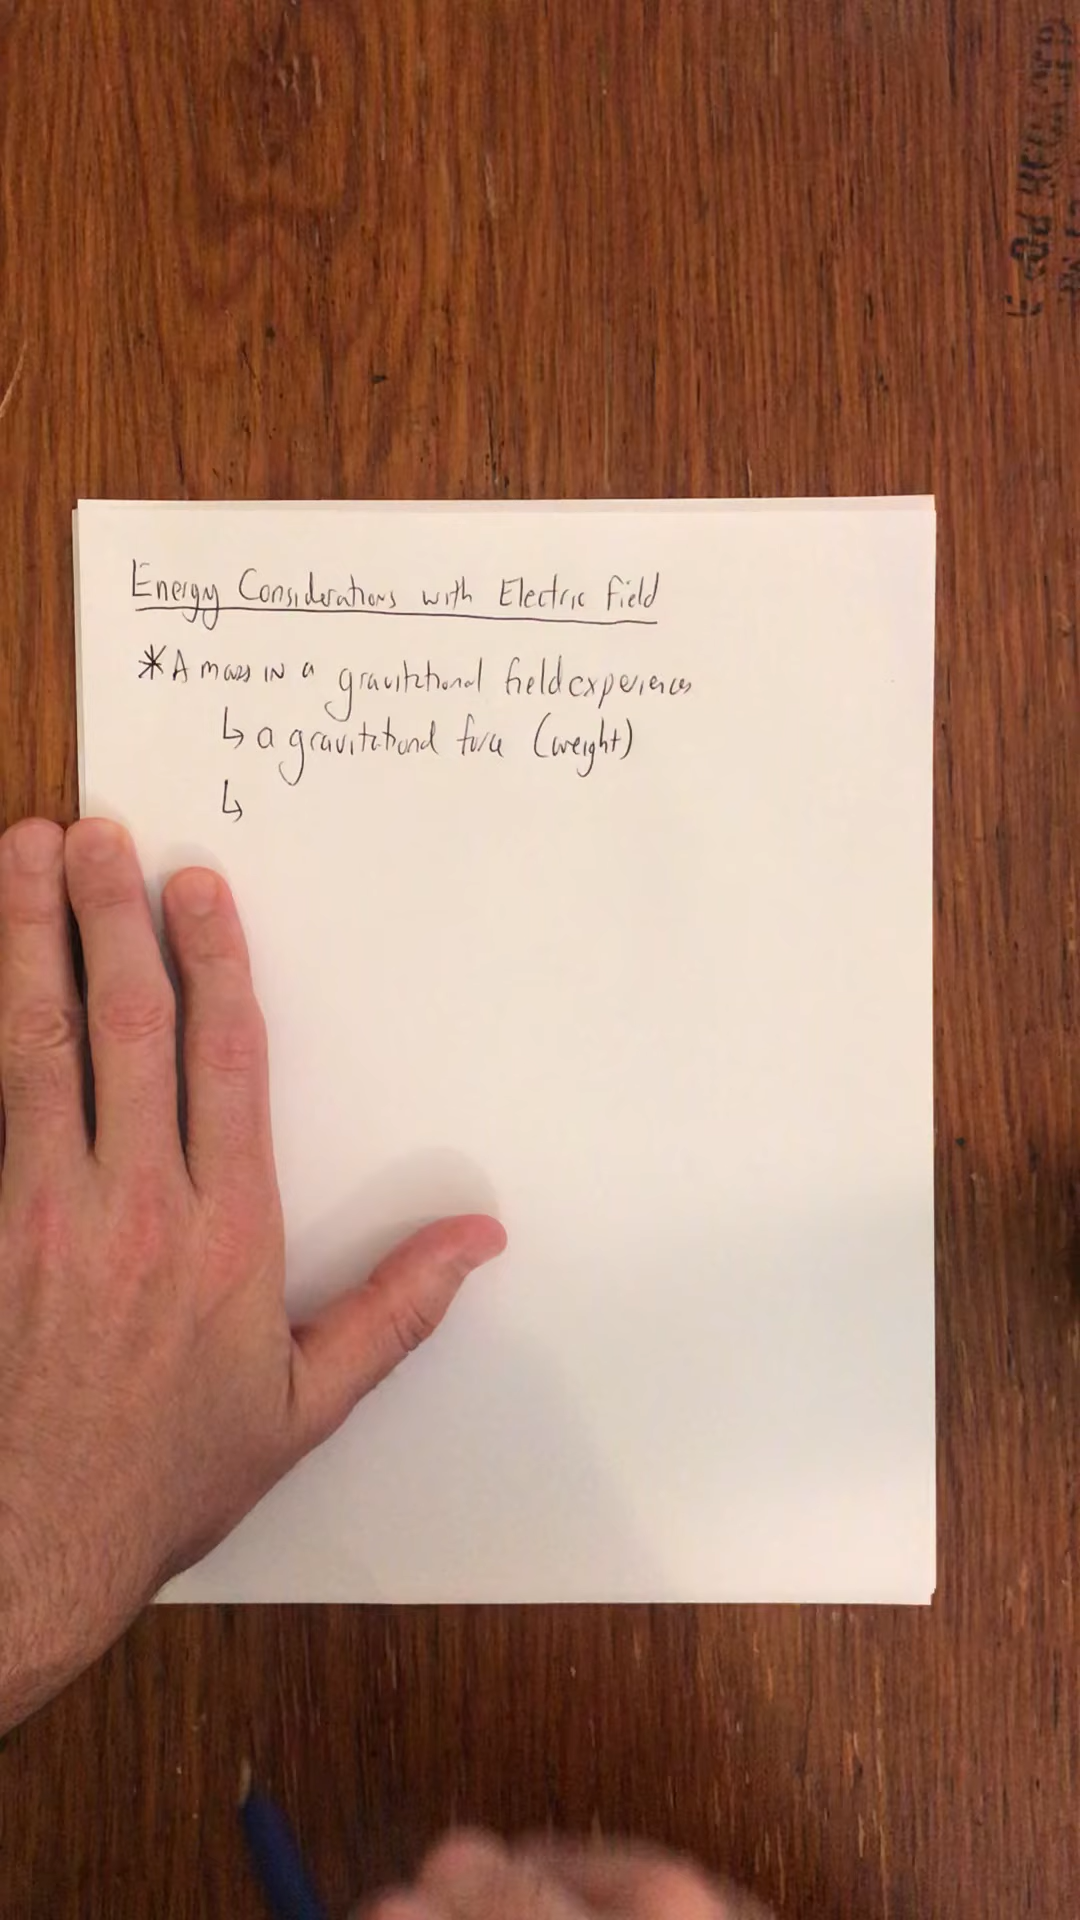 Energy Considerations with Electric Field
*A mass in a gravitational field experiences
↳ a gravitational force (weight)
↳